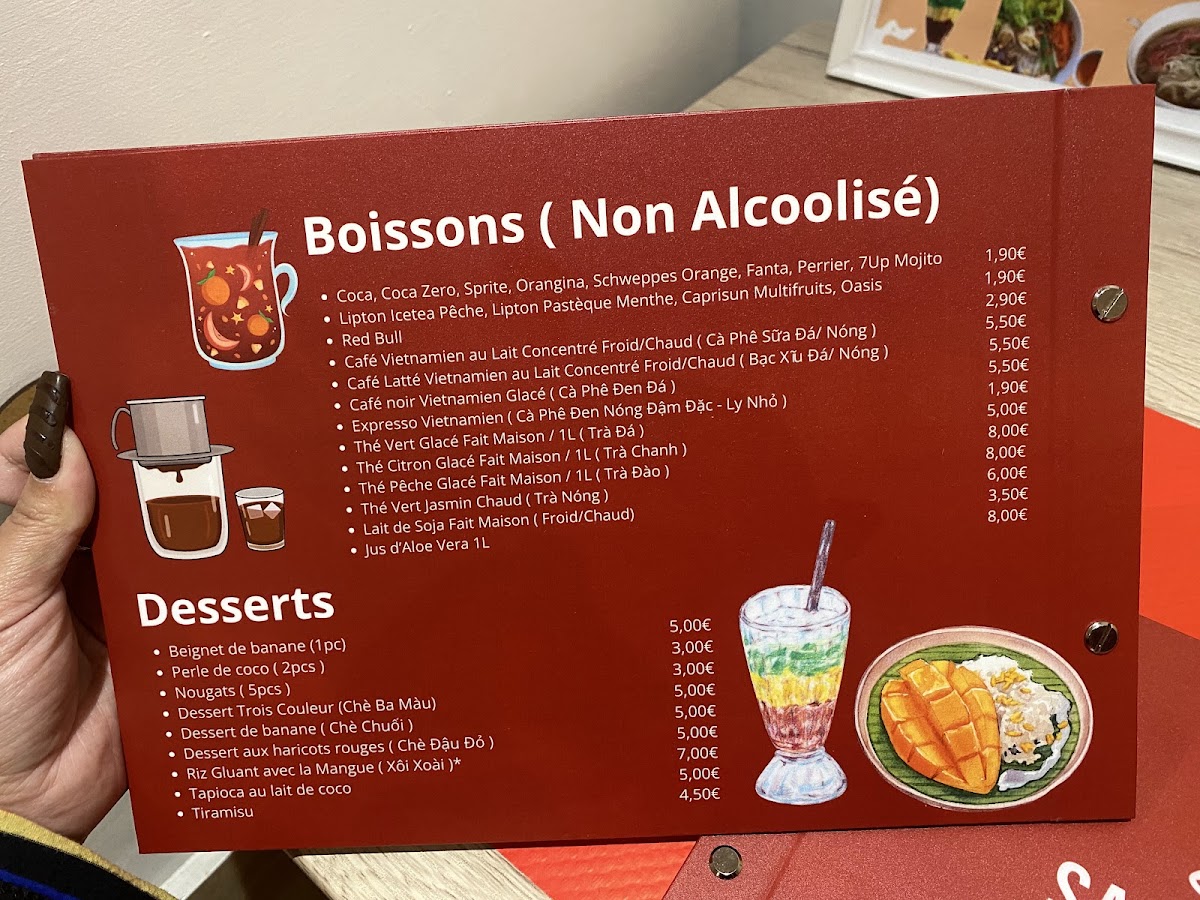 Boissons ( Non Alcoolisé)
• Coca, Coca Zero, Sprite, Orangina, Schweppes Orange, Fanta, Perrier, 7Up Mojito 1,90€
• Lipton Icetea Pêche, Lipton Pastèque Menthe, Caprisun Multifruits, Oasis 1,90€
• Red Bull 2,90€
• Café Vietnamien au Lait Concentré Froid/Chaud ( Cà Phê Sữa Đá/ Nóng ) 5,50€
• Café Latté Vietnamien au Lait Concentré Froid/Chaud ( Bạc Xỉu Đá/ Nóng ) 5,50€
• Café noir Vietnamien Glacé ( Cà Phê Đen Đá ) 5,50€
• Expresso Vietnamien ( Cà Phê Đen Nóng Đậm Đặc - Ly Nhỏ ) 1,90€
• Thé Vert Glacé Fait Maison / 1L ( Trà Đá ) 5,00€
• Thé Citron Glacé Fait Maison / 1L ( Trà Chanh ) 8,00€
• Thé Pêche Glacé Fait Maison / 1L ( Trà Đào ) 8,00€
• Thé Vert Jasmin Chaud ( Trà Nóng ) 6,00€
• Lait de Soja Fait Maison ( Froid/Chaud) 3,50€
• Jus d'Aloe Vera 1L 8,00€
Desserts
• Beignet de banane (1pc) 5,00€
• Perle de coco ( 2pcs ) 3,00€
• Nougats ( 5pcs ) 3,00€
• Dessert Trois Couleur (Chè Ba Màu) 5,00€
• Dessert de banane ( Chè Chuối ) 5,00€
• Dessert aux haricots rouges ( Chè Đậu Đỏ ) 5,00€
• Riz Gluant avec la Mangue ( Xôi Xoài )* 7,00€
• Tapioca au lait de coco 5,00€
• Tiramisu 4,50€